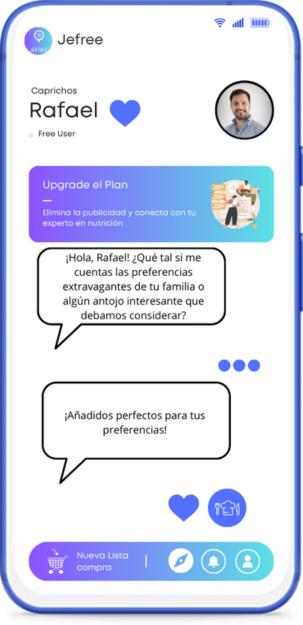 JEFREE
Jefree
Caprichos
Rafael
Free User
Upgrade el Plan
Elimina la publicidad y conecta con tu
experto en nutrición
¡Hola, Rafael! ¿Qué tal si me
cuentas las preferencias
extravagantes de tu familia o
algún antojo interesante que
debamos considerar?
¡Añadidos perfectos para tus
preferencias!
Nueva Lista
compra